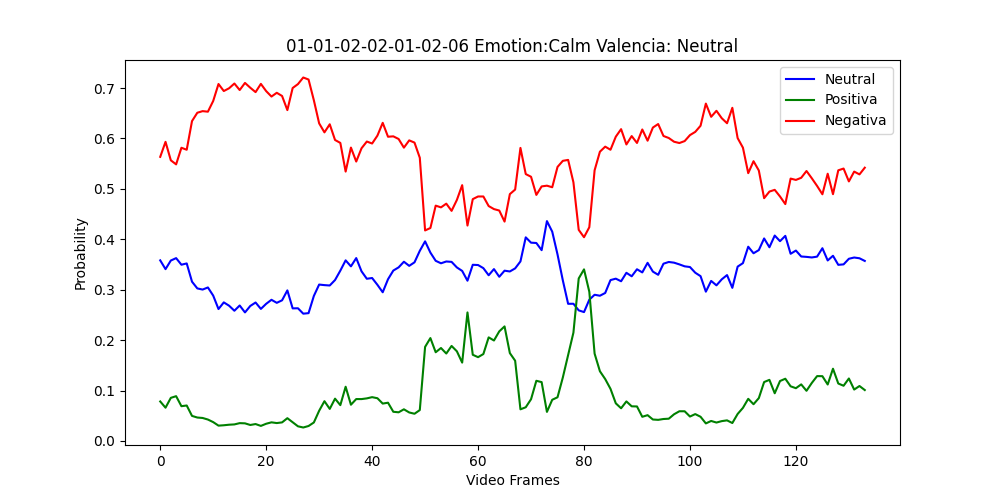 01-01-02-02-01-02-06 Emotion:Calm Valencia: Neutral
Neutral
Positiva
Negativa
Probability
0.7
0.6
0.5
0.4
0.3
0.2
0.1
0.0
0 20 40 60 80 100 120
Video Frames